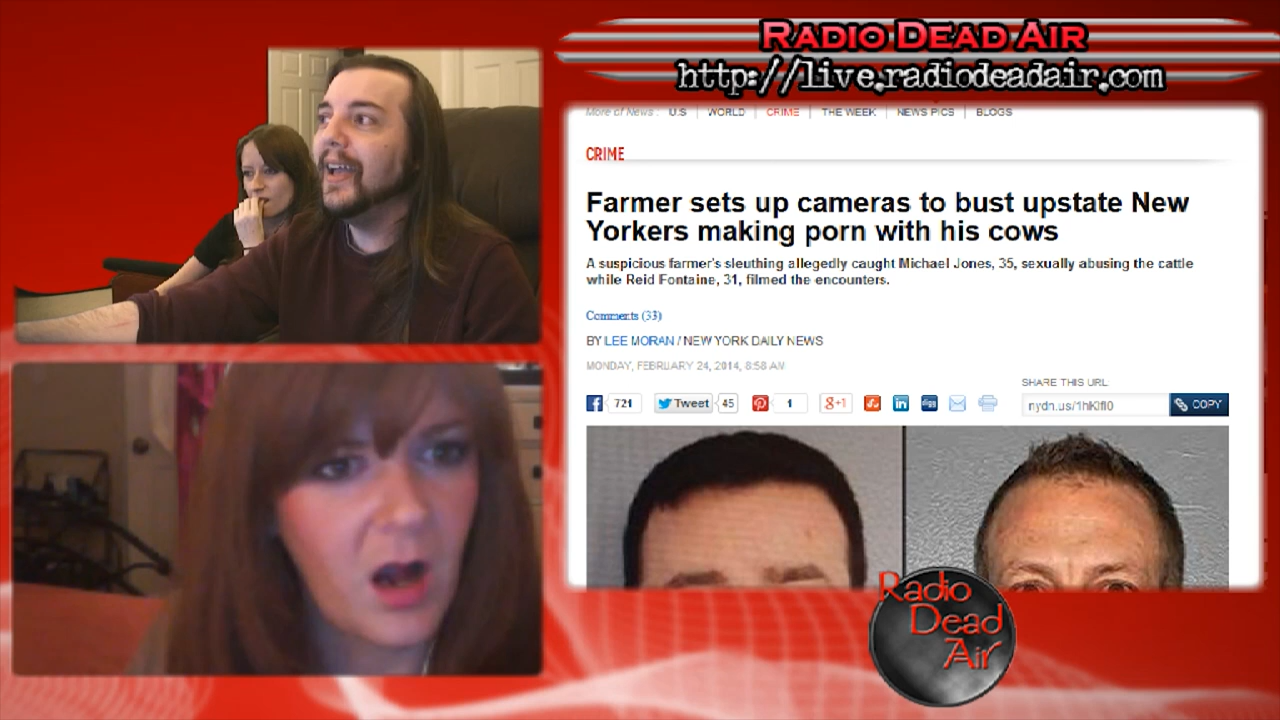 RADIO DEAD AIR
http://live.radiodeadair.com
More of News : U.S WORLD CRIME THE WEEK NEWS PICS BLOGS
CRIME
Farmer sets up cameras to bust upstate New
Yorkers making porn with his cows
A suspicious farmer's sleuthing allegedly caught Michael Jones, 35, sexually abusing the cattle
while Reid Fontaine, 31, filmed the encounters.
Comments (33)
BY LEE MORAN / NEW YORK DAILY NEWS
MONDAY, FEBRUARY 24, 2014, 8:58 AM
SHARE THIS URL
721 Tweet 45 1 +1 in digg COPY
Radio
Dead
Air